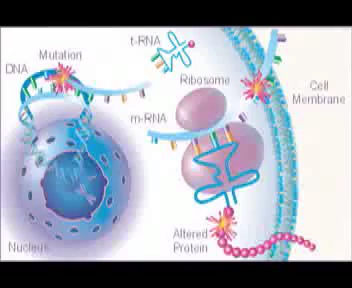 Mutation
DNA
t-RNA
Ribosome
Cell
Membrane
m-RNA
Nucleus
Altered
Protein